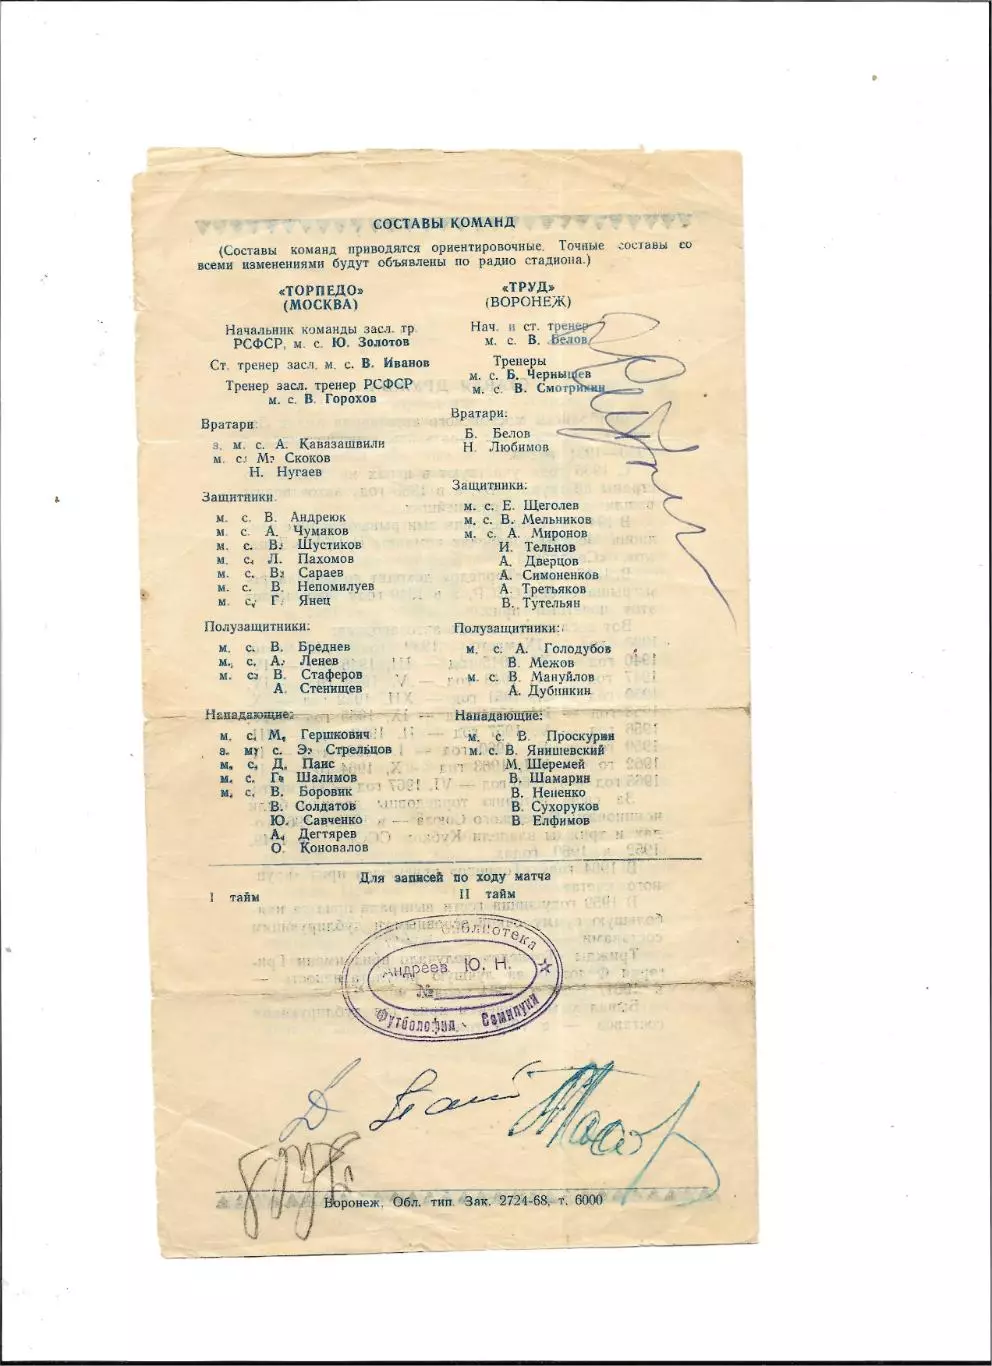 СОСТАВЫ КОМАНД
(Составы команд приводятся ориентировочные. Точные составы со
всеми изменениями будут объявлены по радио стадиона.)
«ТОРПЕДО»
(МОСКВА)
Начальник команды засл. тр.
РСФСР, м. с. Ю. Золотов
Ст. тренер засл. м. с. В. Иванов
Тренер засл. тренер РСФСР
м. с. В. Горохов
Вратари:
з. м. с. А. Кавазашвили
м. с. М. Скоков
Н. Нугаев
Защитники:
м. с. В. Андреюк
м. с. А. Чумаков
м. с. В. Шустиков
м. с. Л. Пахомов
м. с. В. Сараев
м. с. В. Непомилуев
м. с. Г. Янец
Полузащитники:
м. с. В. Бреднев
м. с. А. Ленев
м. с. В. Стаферов
А. Стенищев
Нападающие:
м. с. М. Гершкович
з. м. с. Э. Стрельцов
м. с. Д. Паис
м. с. Г. Шалимов
м. с. В. Боровик
В. Солдатов
Ю. Савченко
А. Дегтярев
О. Коновалов
«ТРУД»
(ВОРОНЕЖ)
Нач. и ст. тренер
м. с. В. Белов
Тренеры
м. с. Б. Чернышев
м. с. В. Смотрикин
Вратари:
Б. Белов
Н. Любимов
Защитники:
м. с. Е. Щеголев
м. с. В. Мельников
м. с. А. Миронов
И. Тельнов
А. Дверцов
А. Симоненков
А. Третьяков
В. Тутельян
Полузащитники:
м. с. А. Голодубов
В. Межов
м. с. В. Мануйлов
А. Дубинкин
Нападающие:
м. с. В. Проскурин
м. с. В. Янишевский
М. Шеремей
В. Шамарин
В. Нененко
В. Сухоруков
В. Елфимов
Для записей по ходу матча
I тайм
II тайм
библиотека
Андреев Ю. Н.
№
Футболофил - Семилуки
Воронеж, Обл. тип. Зак. 2724-68, т. 6000